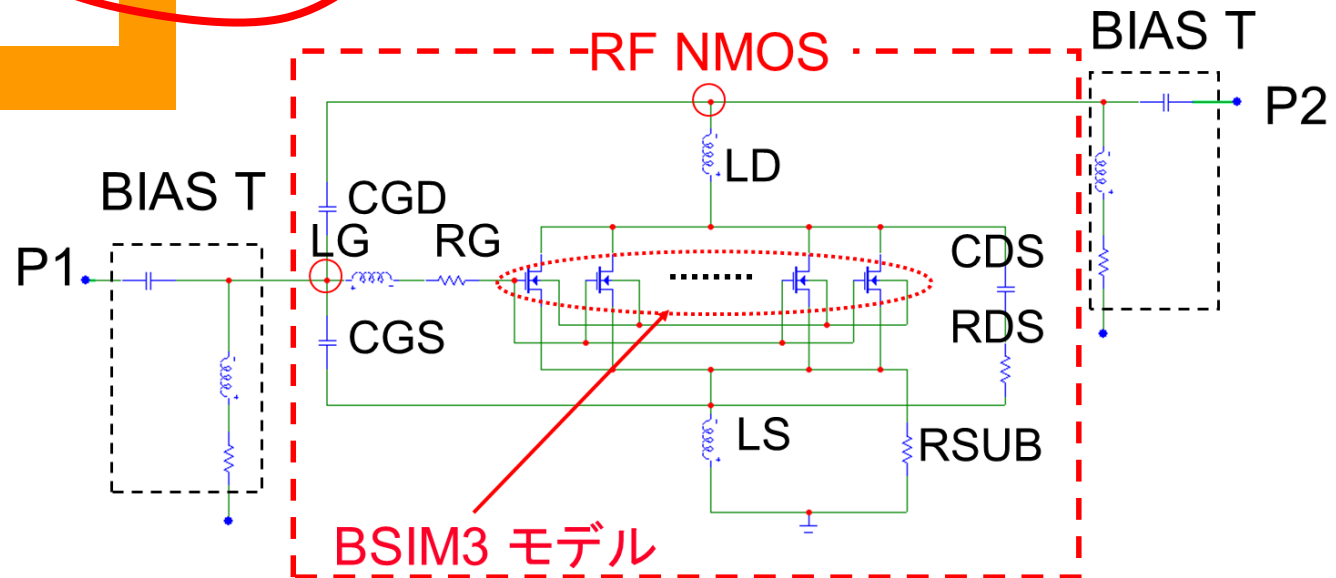 BIAS T
RF NMOS
P2
LD
BIAS T
CGD
LG
RG
CDS
P1
.........
CGS
RDS
LS
RSUB
BSIM3 モデル